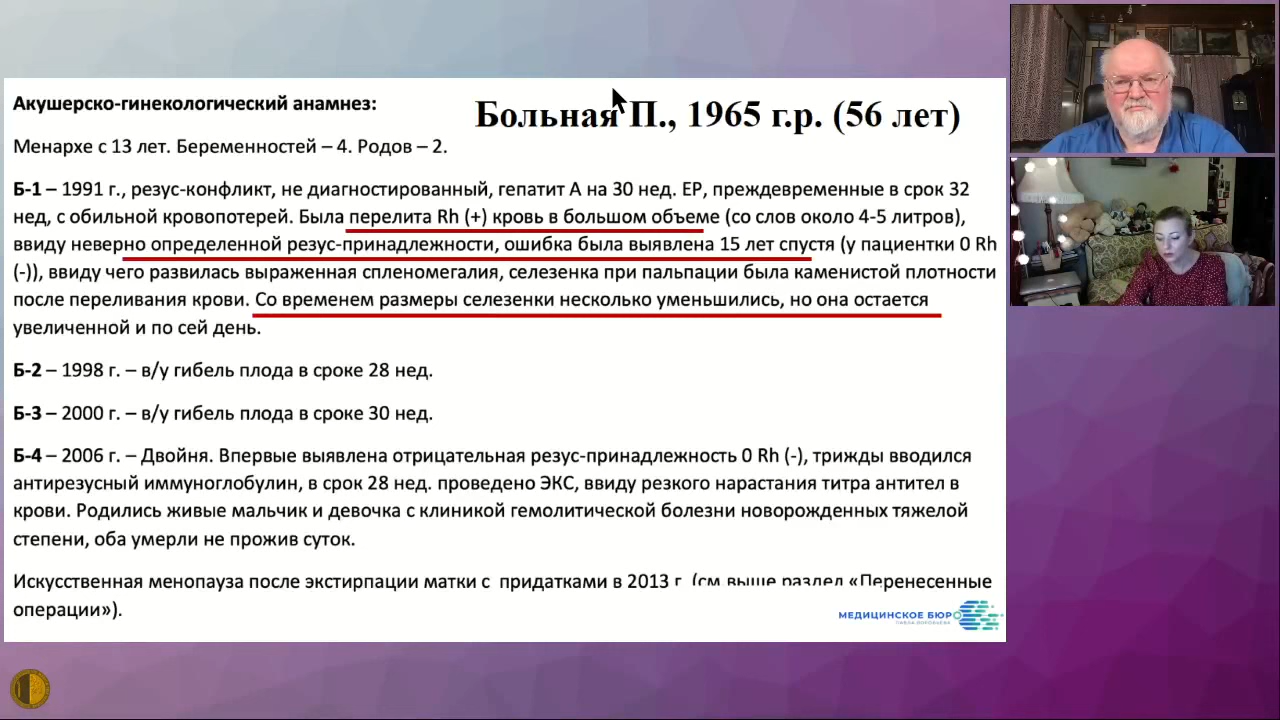 Акушерско-гинекологический анамнез:
Больная П., 1965 г.р. (56 лет)
Менархе с 13 лет. Беременностей – 4. Родов – 2.
Б-1 – 1991 г., резус-конфликт, не диагностированный, гепатит А на 30 нед. ЕР, преждевременные в срок 32
нед, с обильной кровопотерей. Была перелита Rh (+) кровь в большом объеме (со слов около 4-5 литров),
ввиду неверно определенной резус-принадлежности, ошибка была выявлена 15 лет спустя (у пациентки 0 Rh
(-)), ввиду чего развилась выраженная спленомегалия, селезенка при пальпации была каменистой плотности
после переливания крови. Со временем размеры селезенки несколько уменьшились, но она остается
увеличенной и по сей день.
Б-2 – 1998 г. – в/у гибель плода в сроке 28 нед.
Б-3 – 2000 г. – в/у гибель плода в сроке 30 нед.
Б-4 – 2006 г. – Двойня. Впервые выявлена отрицательная резус-принадлежность 0 Rh (-), трижды вводился
антирезусный иммуноглобулин, в срок 28 нед. проведено ЭКС, ввиду резкого нарастания титра антител в
крови. Родились живые мальчик и девочка с клиникой гемолитической болезни новорожденных тяжелой
степени, оба умерли не прожив суток.
Искусственная менопауза после экстирпации матки с придатками в 2013 г. (см выше раздел «Перенесенные
операции»).
МЕДИЦИНСКОЕ БЮРО
ПАВЛА ВОРОБЬЕВА